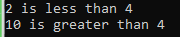 2 is less than 4
10 is greater than 4